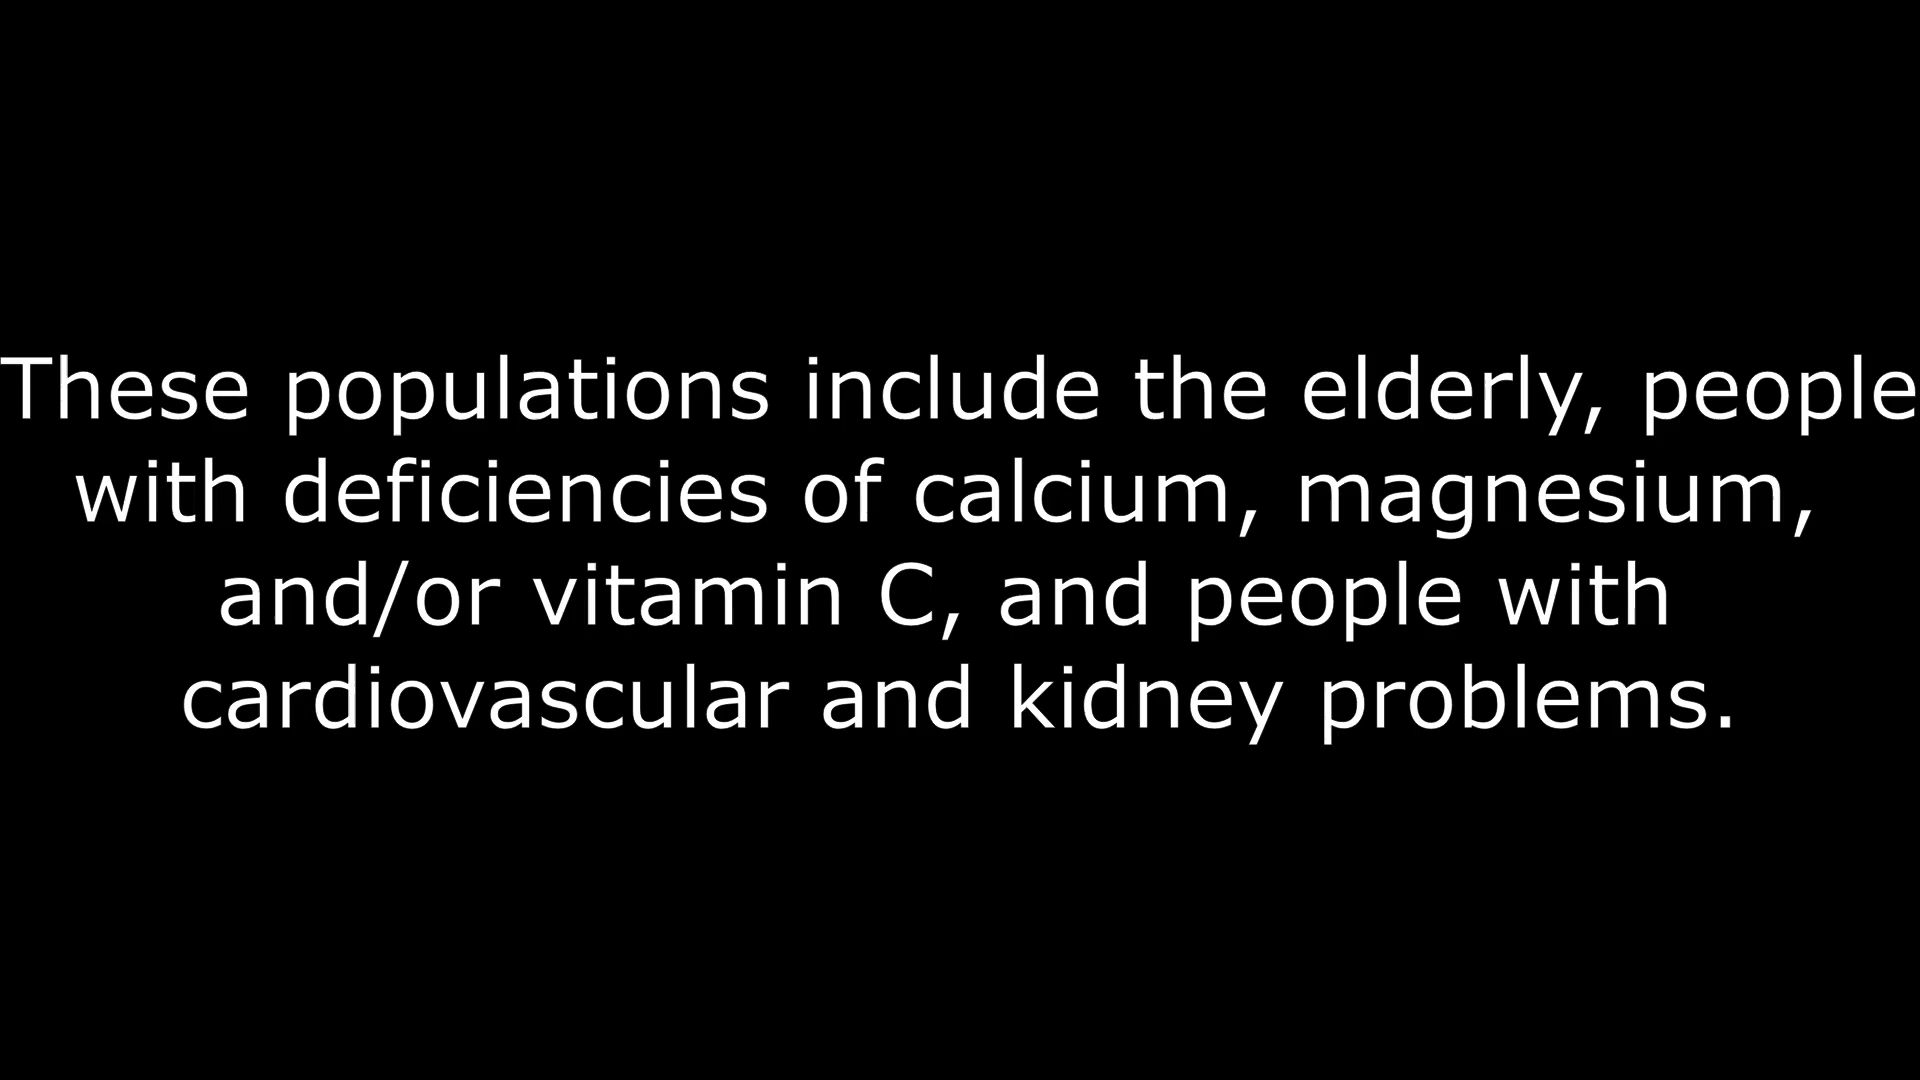 These populations include the elderly, people
with deficiencies of calcium, magnesium,
and/or vitamin C, and people with
cardiovascular and kidney problems.